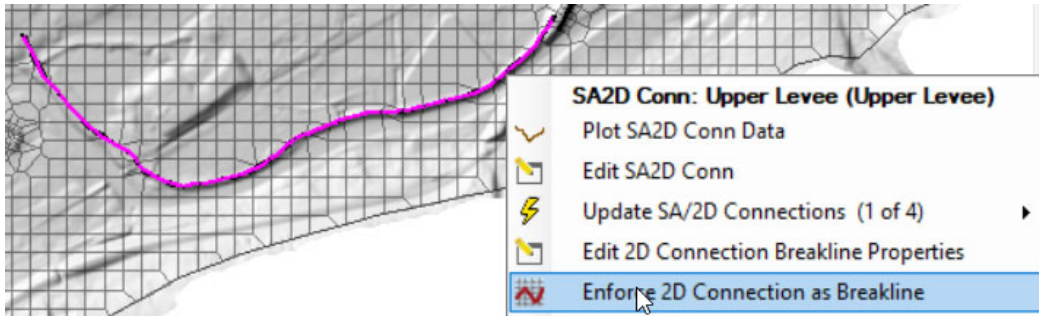 SA2D Conn: Upper Levee (Upper Levee)
Plot SA2D Conn Data
Edit SA2D Conn
Update SA/2D Connections (1 of 4)
Edit 2D Connection Breakline Properties
Enforce 2D Connection as Breakline